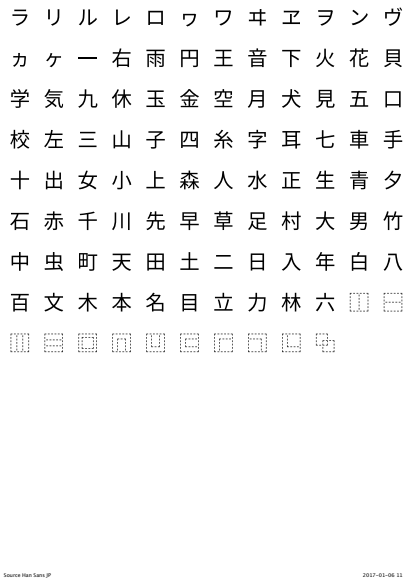 ラ リ ル レ ロ ヮ ワ ヰ ヱ ヲ ン ヴ
ヵ ヶ 一 右 雨 円 王 音 下 火 花 貝
学 気 九 休 玉 金 空 月 犬 見 五 口
校 左 三 山 子 四 糸 字 耳 七 車 手
十 出 女 小 上 森 人 水 正 生 青 夕
石 赤 千 川 先 早 草 足 村 大 男 竹
中 虫 町 天 田 土 二 日 入 年 白 八
百 文 木 本 名 目 立 力 林 六 ⿰ ⿱
⿲ ⿳ ⿴ ⿵ ⿶ ⿷ ⿸ ⿹ ⿺ ⿻
Source Han Sans JP 2017-01-06 11